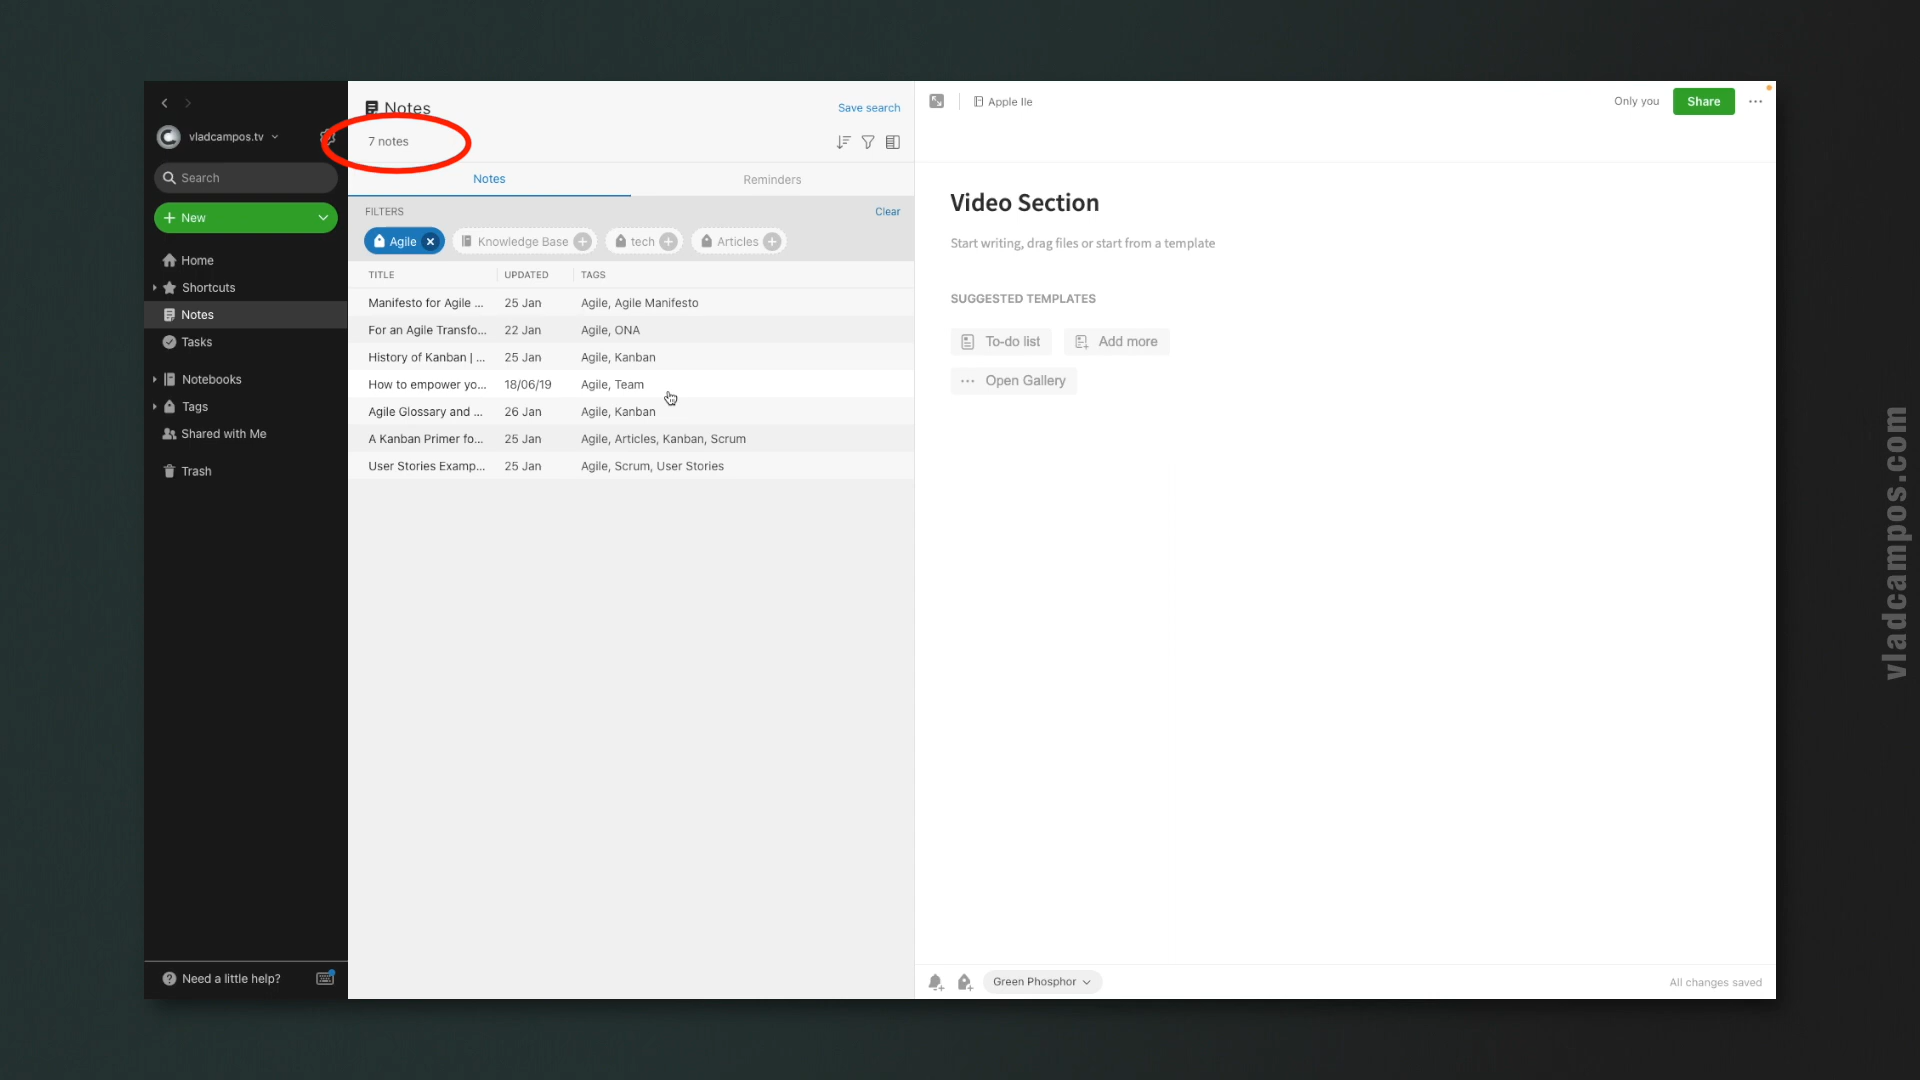 vladcampos.tv
Search
New
Home
Shortcuts
Notes
Tasks
Notebooks
Tags
Shared with Me
Trash
Need a little help?
Notes
Save search
7 notes
Notes
Reminders
FILTERS
Clear
Agile
Knowledge Base
tech
Articles
TITLE UPDATED TAGS
Manifesto for Agile ... 25 Jan Agile, Agile Manifesto
For an Agile Transfo... 22 Jan Agile, ONA
History of Kanban | ... 25 Jan Agile, Kanban
How to empower yo... 18/06/19 Agile, Team
Agile Glossary and ... 26 Jan Agile, Kanban
A Kanban Primer fo... 25 Jan Agile, Articles, Kanban, Scrum
User Stories Examp... 25 Jan Agile, Scrum, User Stories
Apple IIe
Only you
Share
Video Section
Start writing, drag files or start from a template
SUGGESTED TEMPLATES
To-do list
Add more
Open Gallery
Green Phosphor
All changes saved
vladcampos.com